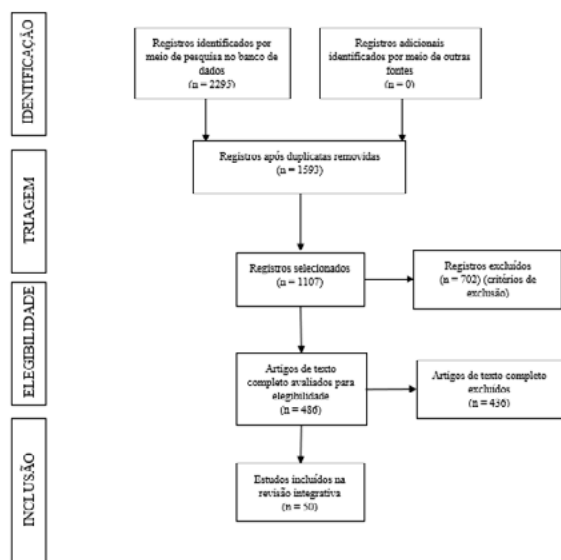 IDENTIFICAÇÃO
Registros identificados por
meio de pesquisa no banco de
dados
(n = 2295)
Registros adicionais
identificados por meio de outras
fontes
(n = 0)
TRIAGEM
Registros após duplicatas removidas
(n = 1593)
Registros selecionados
(n = 1107)
Registros excluídos
(n = 702) (critérios de
exclusão)
ELEGIBILIDADE
Artigos de texto
completo avaliados para
elegibilidade
(n = 486)
Artigos de texto completo
excluídos
(n = 436)
INCLUSÃO
Estudos incluídos na
revisão integrativa
(n = 50)